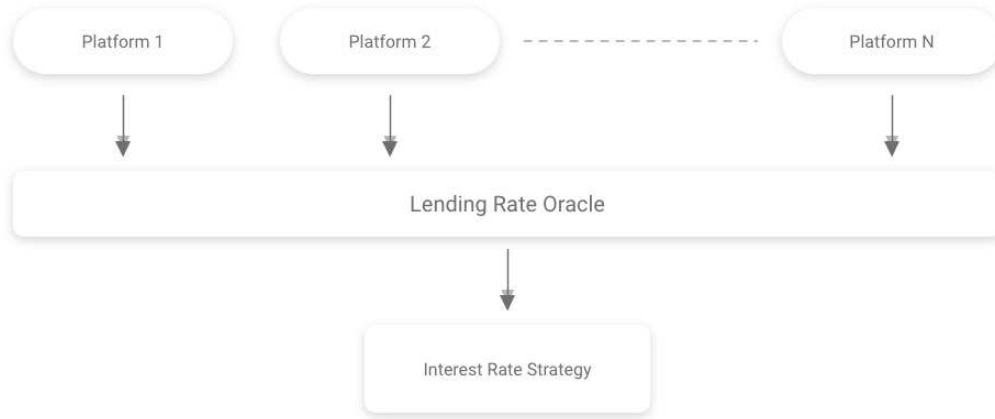 Platform 1
Platform 2
Platform N
Lending Rate Oracle
Interest Rate Strategy